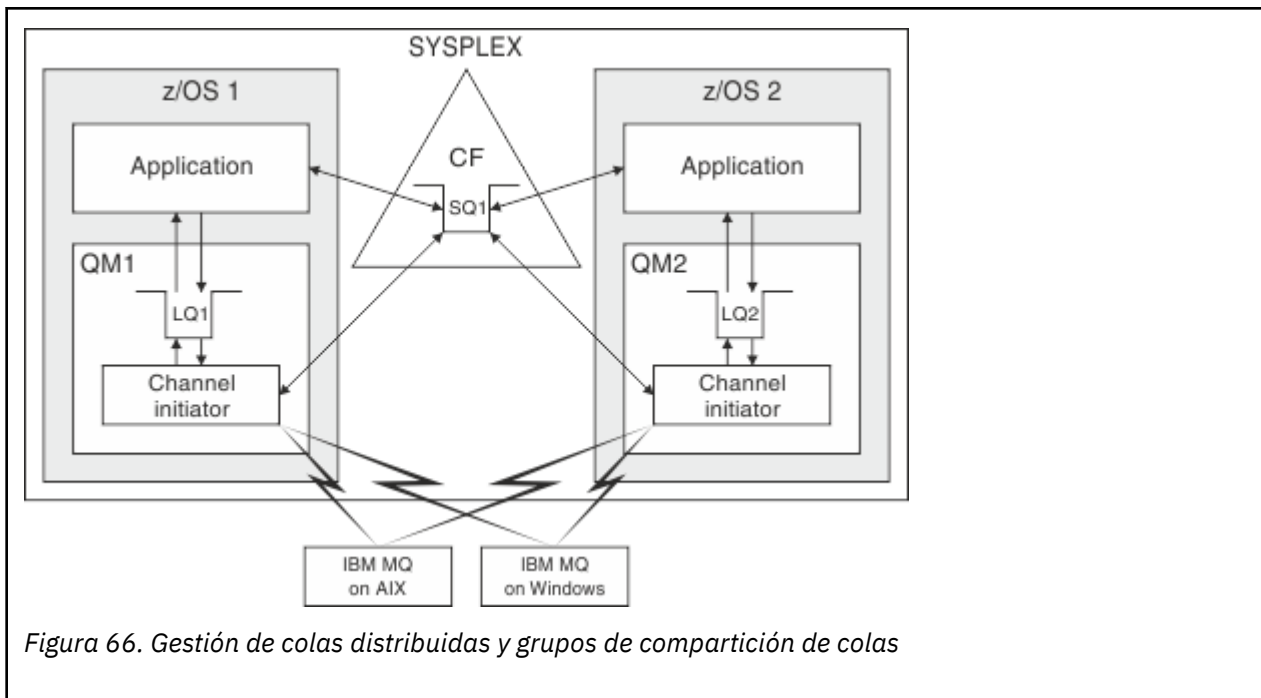 SYSPLEX
z/OS 1
Application
QM1
LQ1
Channel
initiator
CF
SQ1
z/OS 2
Application
QM2
LQ2
Channel
initiator
IBM MQ
on AIX
IBM MQ
on Windows
Figura 66. Gestión de colas distribuidas y grupos de compartición de colas